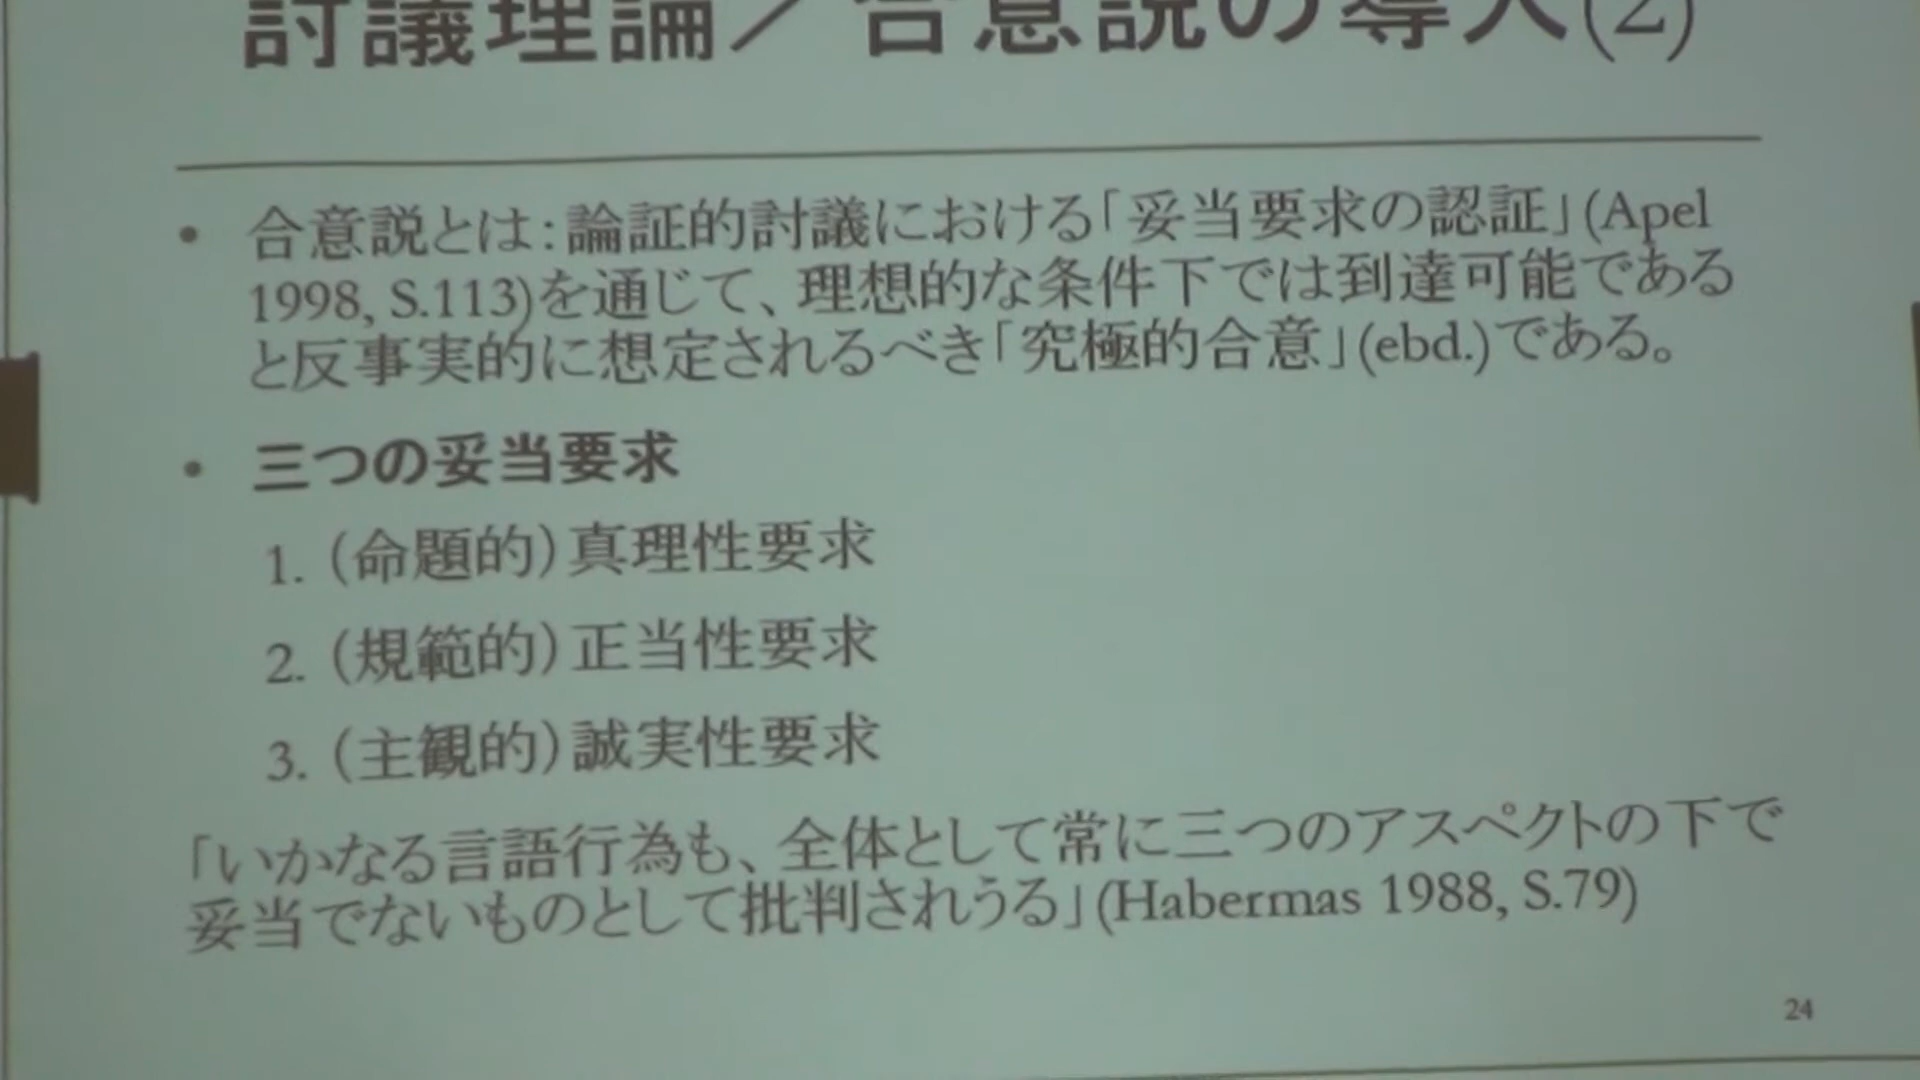 討議理論／合意説の導入(2)
• 合意説とは：論証的討議における「妥当要求の認証」(Apel
1998, S.113)を通じて、理想的な条件下では到達可能である
と反事実的に想定されるべき「究極的合意」(ebd.)である。
• 三つの妥当要求
1. （命題的）真理性要求
2. （規範的）正当性要求
3. （主観的）誠実性要求
「いかなる言語行為も、全体として常に三つのアスペクトの下で
妥当でないものとして批判されうる」(Habermas 1988, S.79)
24